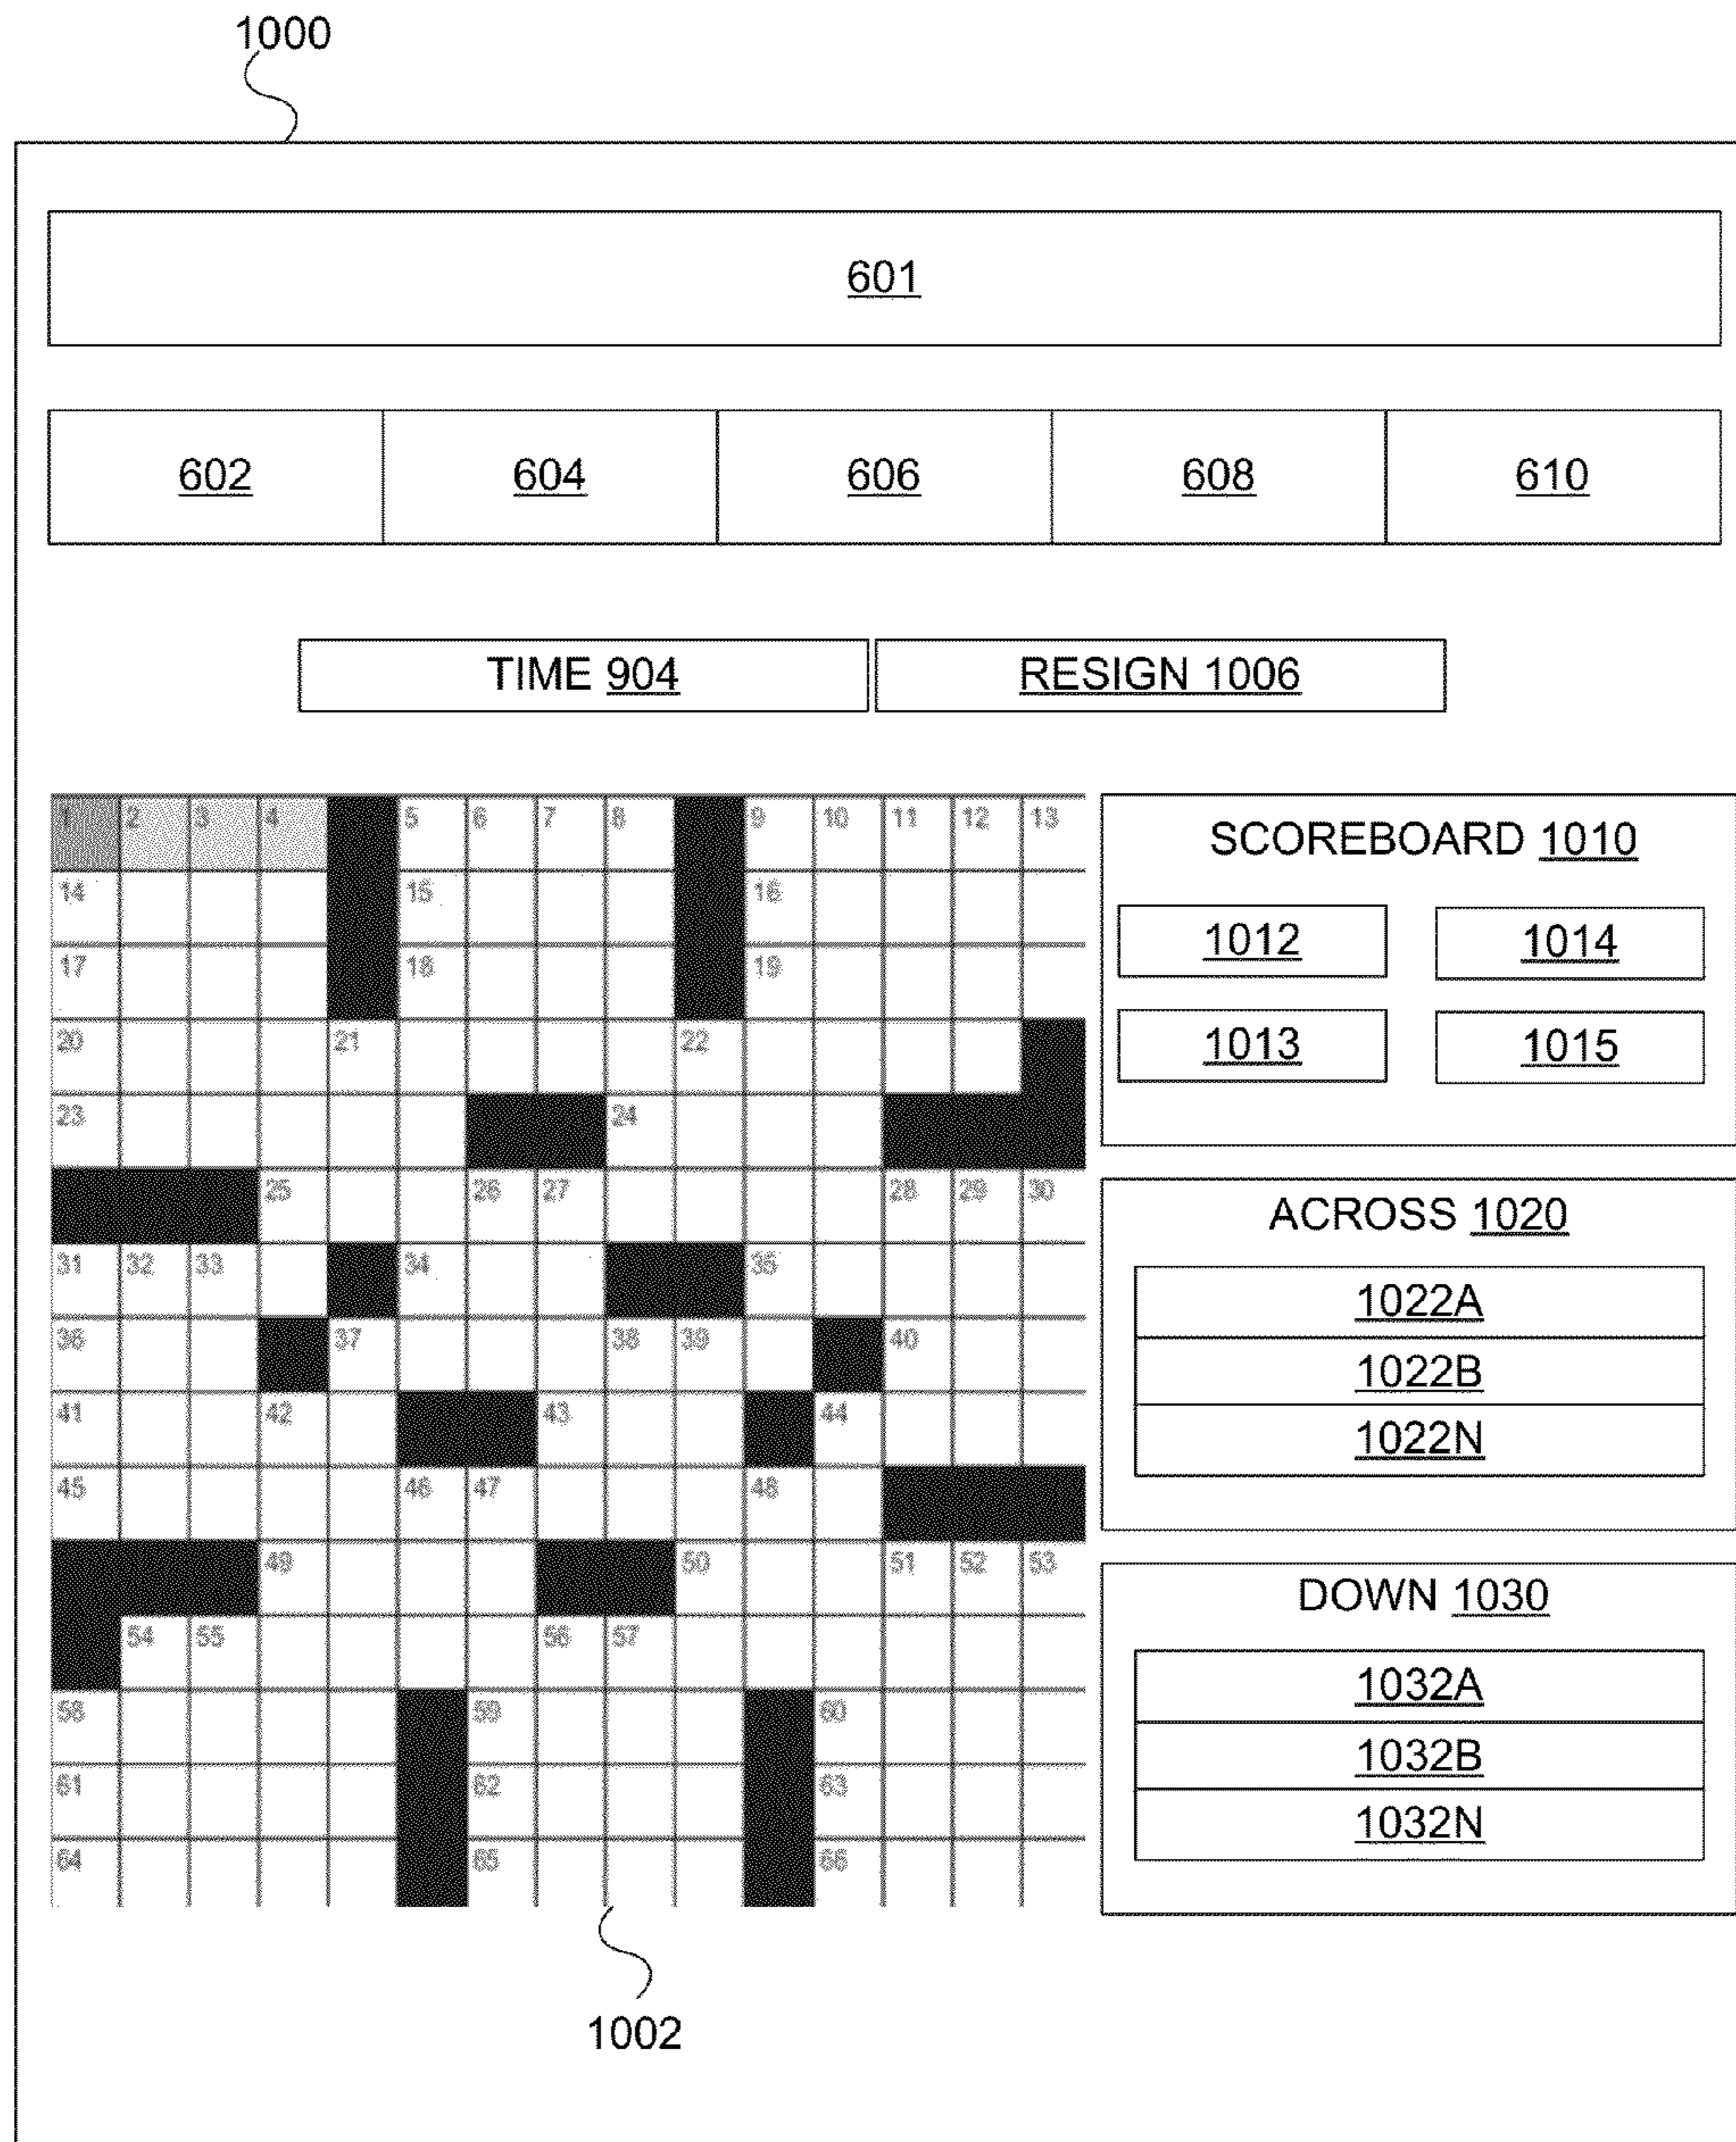 1000
601
602 604 606 608 610
TIME 904 RESIGN 1006
1 2 3 4 5 6 7 8 9 10 11 12 13
14 15 16
17 18 19
20 21 22
23 24
25 26 27 28 29 30
31 32 33 34 35
36 37 38 39 40
41 42 43 44
45 46 47 48
49 50 51 52 53
54 55 56 57
58 59 60
61 62 63
64 65 66
SCOREBOARD 1010
1012 1014
1013 1015
ACROSS 1020
1022A
1022B
1022N
DOWN 1030
1032A
1032B
1032N
1002